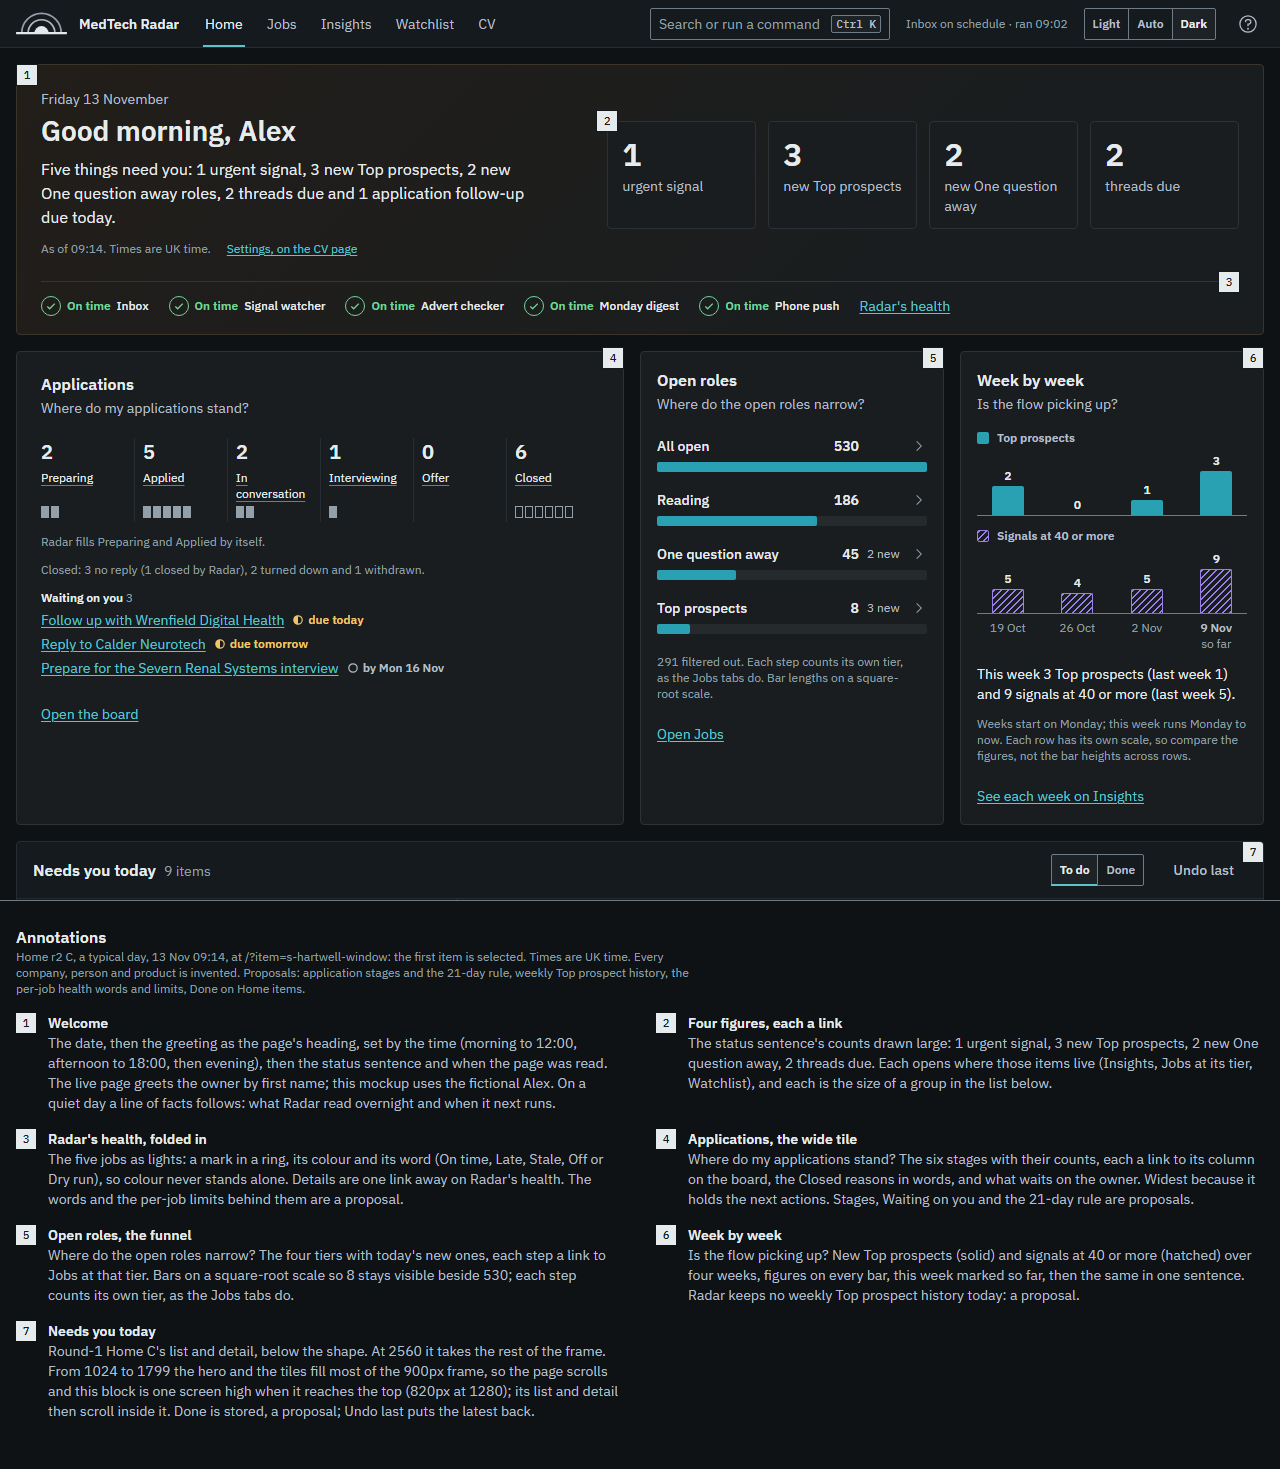 MedTech Radar
Home
Jobs
Insights
Watchlist
CV
Search or run a command
Ctrl K
Inbox on schedule · ran 09:02
Light
Auto
Dark
?
1
Friday 13 November
Good morning, Alex
Five things need you: 1 urgent signal, 3 new Top prospects, 2 new
One question away roles, 2 threads due and 1 application follow-up
due today.
As of 09:14. Times are UK time.
Settings, on the CV page
2
1
urgent signal
3
new Top prospects
2
new One question
away
2
threads due
3
On time Inbox
On time Signal watcher
On time Advert checker
On time Monday digest
On time Phone push
Radar's health
4
Applications
Where do my applications stand?
2
Preparing
5
Applied
2
In
conversation
1
Interviewing
0
Offer
6
Closed
Radar fills Preparing and Applied by itself.
Closed: 3 no reply (1 closed by Radar), 2 turned down and 1 withdrawn.
Waiting on you 3
Follow up with Wrenfield Digital Health due today
Reply to Calder Neurotech due tomorrow
Prepare for the Severn Renal Systems interview by Mon 16 Nov
Open the board
5
Open roles
Where do the open roles narrow?
All open 530
Reading 186
One question away 45 2 new
Top prospects 8 3 new
291 filtered out. Each step counts its own tier,
as the Jobs tabs do. Bar lengths on a square-
root scale.
Open Jobs
6
Week by week
Is the flow picking up?
Top prospects
2
0
1
3
Signals at 40 or more
5
4
5
9
19 Oct
26 Oct
2 Nov
9 Nov
so far
This week 3 Top prospects (last week 1)
and 9 signals at 40 or more (last week 5).
Weeks start on Monday; this week runs Monday to
now. Each row has its own scale, so compare the
figures, not the bar heights across rows.
See each week on Insights
7
Needs you today 9 items
To do
Done
Undo last
Annotations
Home r2 C, a typical day, 13 Nov 09:14, at /?item=s-hartwell-window: the first item is selected. Times are UK time. Every
company, person and product is invented. Proposals: application stages and the 21-day rule, weekly Top prospect history, the
per-job health words and limits, Done on Home items.
1
Welcome
The date, then the greeting as the page's heading, set by the time (morning to 12:00,
afternoon to 18:00, then evening), then the status sentence and when the page was read.
The live page greets the owner by first name; this mockup uses the fictional Alex. On a
quiet day a line of facts follows: what Radar read overnight and when it next runs.
2
Four figures, each a link
The status sentence's counts drawn large: 1 urgent signal, 3 new Top prospects, 2 new One
question away, 2 threads due. Each opens where those items live (Insights, Jobs at its tier,
Watchlist), and each is the size of a group in the list below.
3
Radar's health, folded in
The five jobs as lights: a mark in a ring, its colour and its word (On time, Late, Stale, Off or
Dry run), so colour never stands alone. Details are one link away on Radar's health. The
words and the per-job limits behind them are a proposal.
4
Applications, the wide tile
Where do my applications stand? The six stages with their counts, each a link to its column
on the board, the Closed reasons in words, and what waits on the owner. Widest because it
holds the next actions. Stages, Waiting on you and the 21-day rule are proposals.
5
Open roles, the funnel
Where do the open roles narrow? The four tiers with today's new ones, each step a link to
Jobs at that tier. Bars on a square-root scale so 8 stays visible beside 530; each step
counts its own tier, as the Jobs tabs do.
6
Week by week
Is the flow picking up? New Top prospects (solid) and signals at 40 or more (hatched) over
four weeks, figures on every bar, this week marked so far, then the same in one sentence.
Radar keeps no weekly Top prospect history today: a proposal.
7
Needs you today
Round-1 Home C's list and detail, below the shape. At 2560 it takes the rest of the frame.
From 1024 to 1799 the hero and the tiles fill most of the 900px frame, so the page scrolls
and this block is one screen high when it reaches the top (820px at 1280); its list and detail
then scroll inside it. Done is stored, a proposal; Undo last puts the latest back.